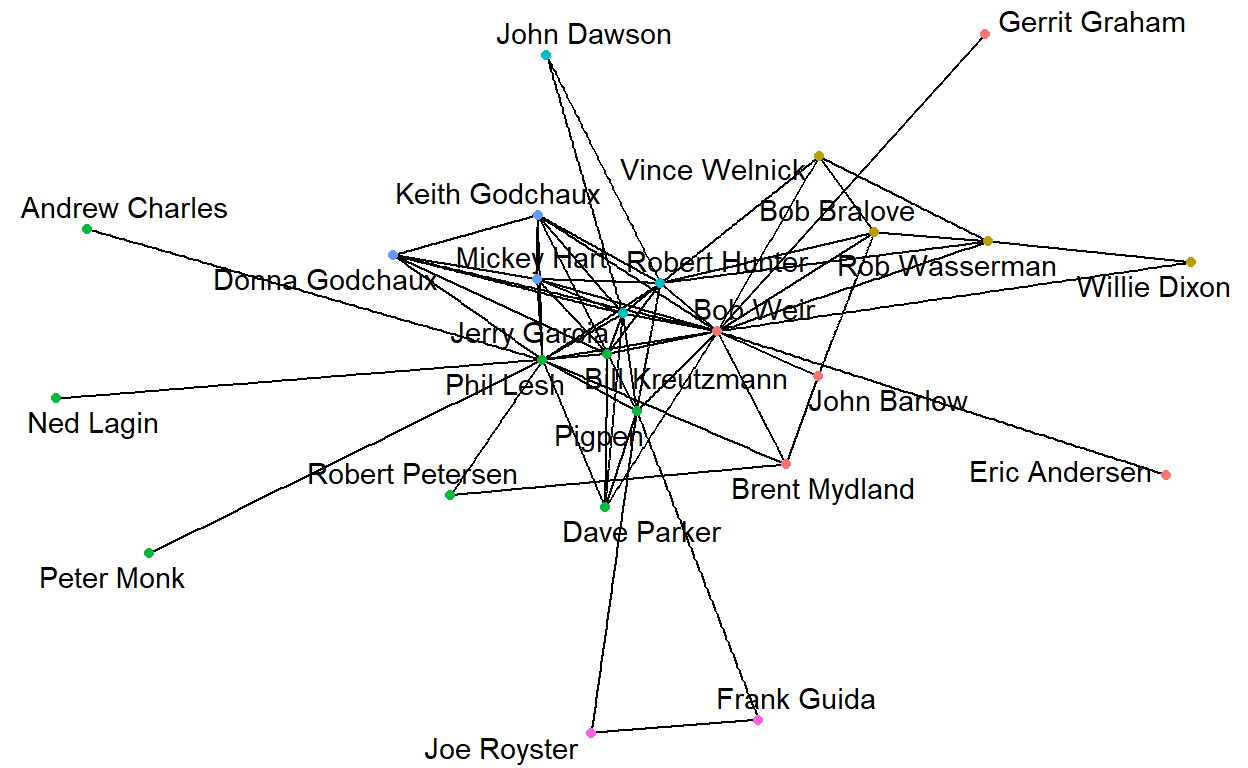 Gerrit Graham
John Dawson
Vince Welnick
Keith Godchaux
Andrew Charles
Bob Bralove
Mickey Hart
Robert Hunter
Rob Wasserman
Donna Godchaux
Willie Dixon
Bob Weir
Jerry Garcia
Phil Lesh
Bill Kreutzmann
John Barlow
Ned Lagin
Pigpen
Robert Petersen
Eric Andersen
Brent Mydland
Dave Parker
Peter Monk
Frank Guida
Joe Royster